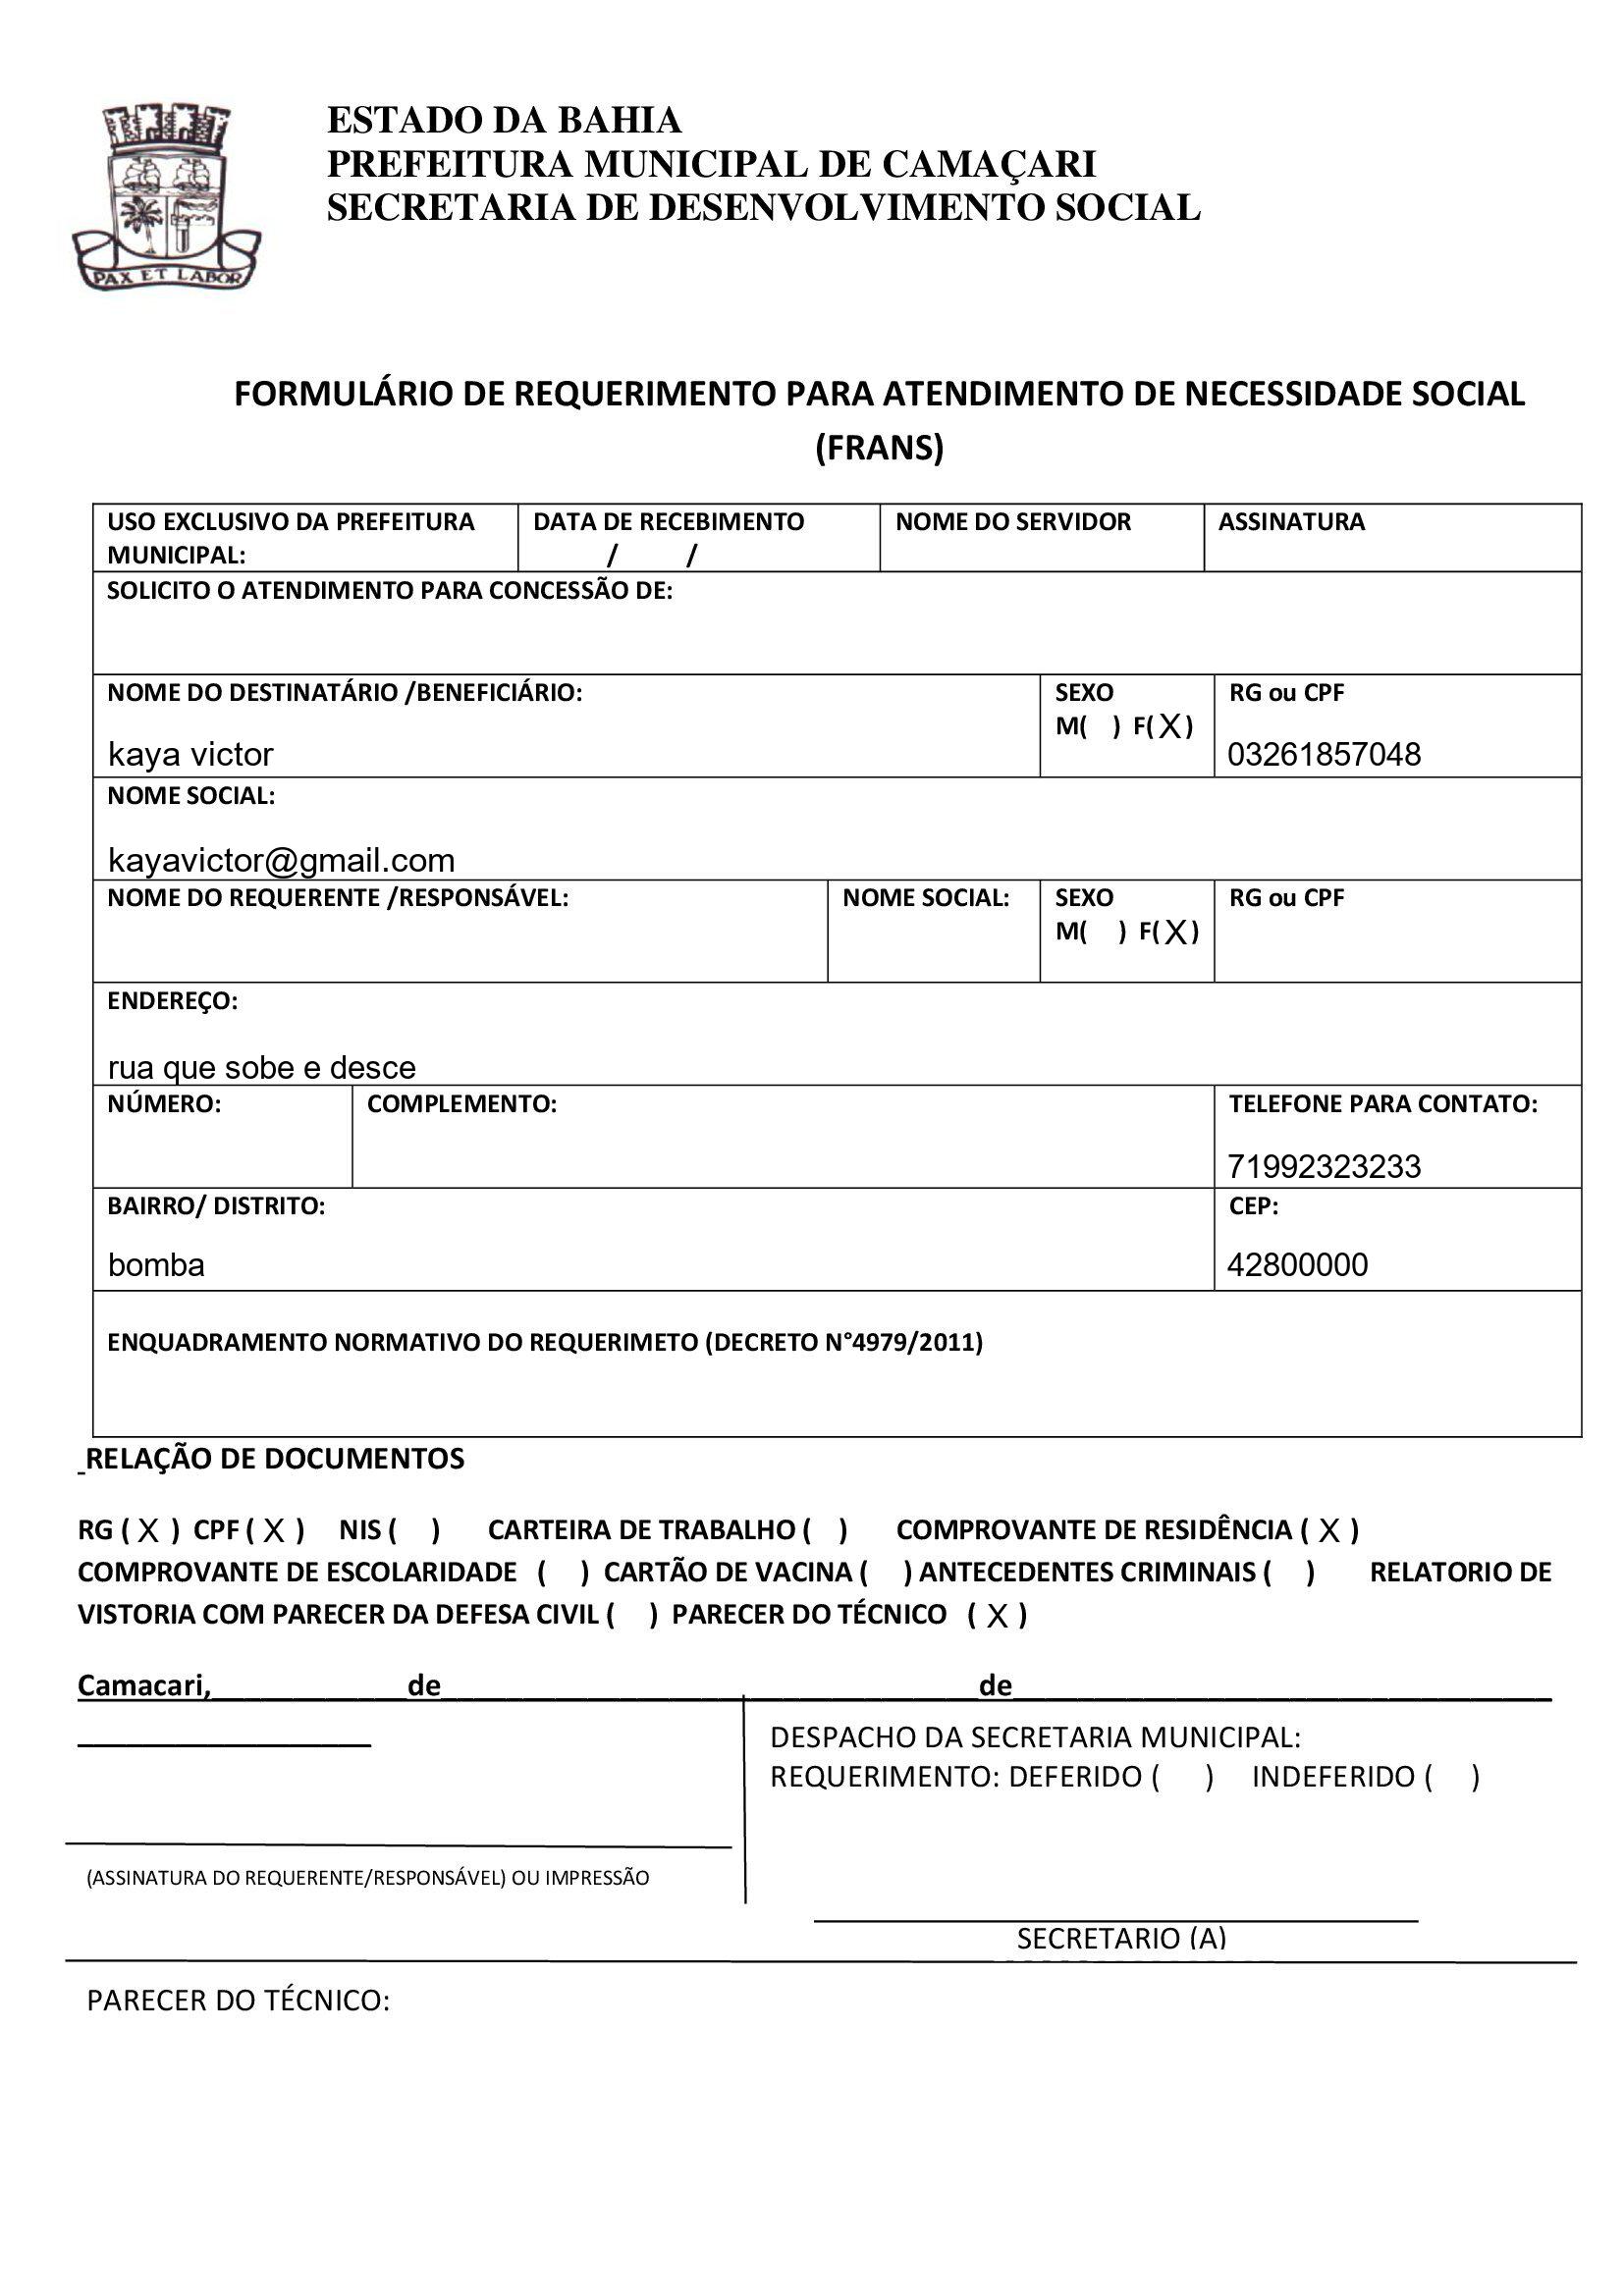 PAX ET LABOR
ESTADO DA BAHIA
PREFEITURA MUNICIPAL DE CAMAÇARI
SECRETARIA DE DESENVOLVIMENTO SOCIAL
FORMULÁRIO DE REQUERIMENTO PARA ATENDIMENTO DE NECESSIDADE SOCIAL
(FRANS)
USO EXCLUSIVO DA PREFEITURA
MUNICIPAL:
DATA DE RECEBIMENTO
/ /
NOME DO SERVIDOR
ASSINATURA
SOLICITO O ATENDIMENTO PARA CONCESSÃO DE:
NOME DO DESTINATÁRIO /BENEFICIÁRIO:
kaya victor
SEXO
M( ) F( X )
RG ou CPF
03261857048
NOME SOCIAL:
kayavictor@gmail.com
NOME DO REQUERENTE /RESPONSÁVEL:
NOME SOCIAL:
SEXO
M( ) F( X )
RG ou CPF
ENDEREÇO:
rua que sobe e desce
NÚMERO:
COMPLEMENTO:
TELEFONE PARA CONTATO:
71992323233
BAIRRO/ DISTRITO:
bomba
CEP:
42800000
ENQUADRAMENTO NORMATIVO DO REQUERIMETO (DECRETO N°4979/2011)
RELAÇÃO DE DOCUMENTOS
RG ( X ) CPF ( X ) NIS ( ) CARTEIRA DE TRABALHO ( ) COMPROVANTE DE RESIDÊNCIA ( X )
COMPROVANTE DE ESCOLARIDADE ( ) CARTÃO DE VACINA ( ) ANTECEDENTES CRIMINAIS ( ) RELATORIO DE
VISTORIA COM PARECER DA DEFESA CIVIL ( ) PARECER DO TÉCNICO ( X )
Camacari,____________de_________________________________de_________________________________
__________________
(ASSINATURA DO REQUERENTE/RESPONSÁVEL) OU IMPRESSÃO
DESPACHO DA SECRETARIA MUNICIPAL:
REQUERIMENTO: DEFERIDO ( ) INDEFERIDO ( )
SECRETARIO (A)
PARECER DO TÉCNICO: